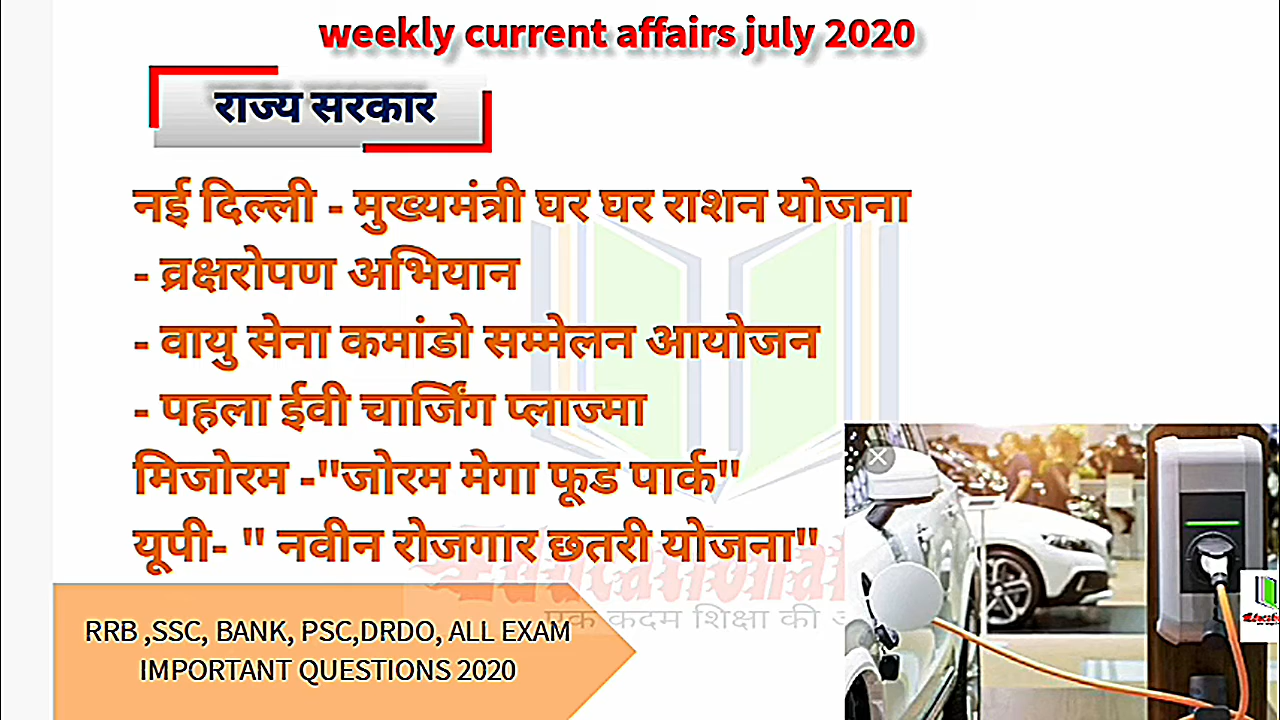 weekly current affairs july 2020
राज्य सरकार
नई दिल्ली - मुख्यमंत्री घर घर राशन योजना
- व्रक्षरोपण अभियान
- वायु सेना कमांडो सम्मेलन आयोजन
- पहला ईवी चार्जिंग प्लाज्मा
मिजोरम -"जोरम मेगा फूड पार्क"
यूपी- " नवीन रोजगार छतरी योजना"
Educational
एक कदम शिक्षा की
RRB ,SSC, BANK, PSC,DRDO, ALL EXAM
IMPORTANT QUESTIONS 2020